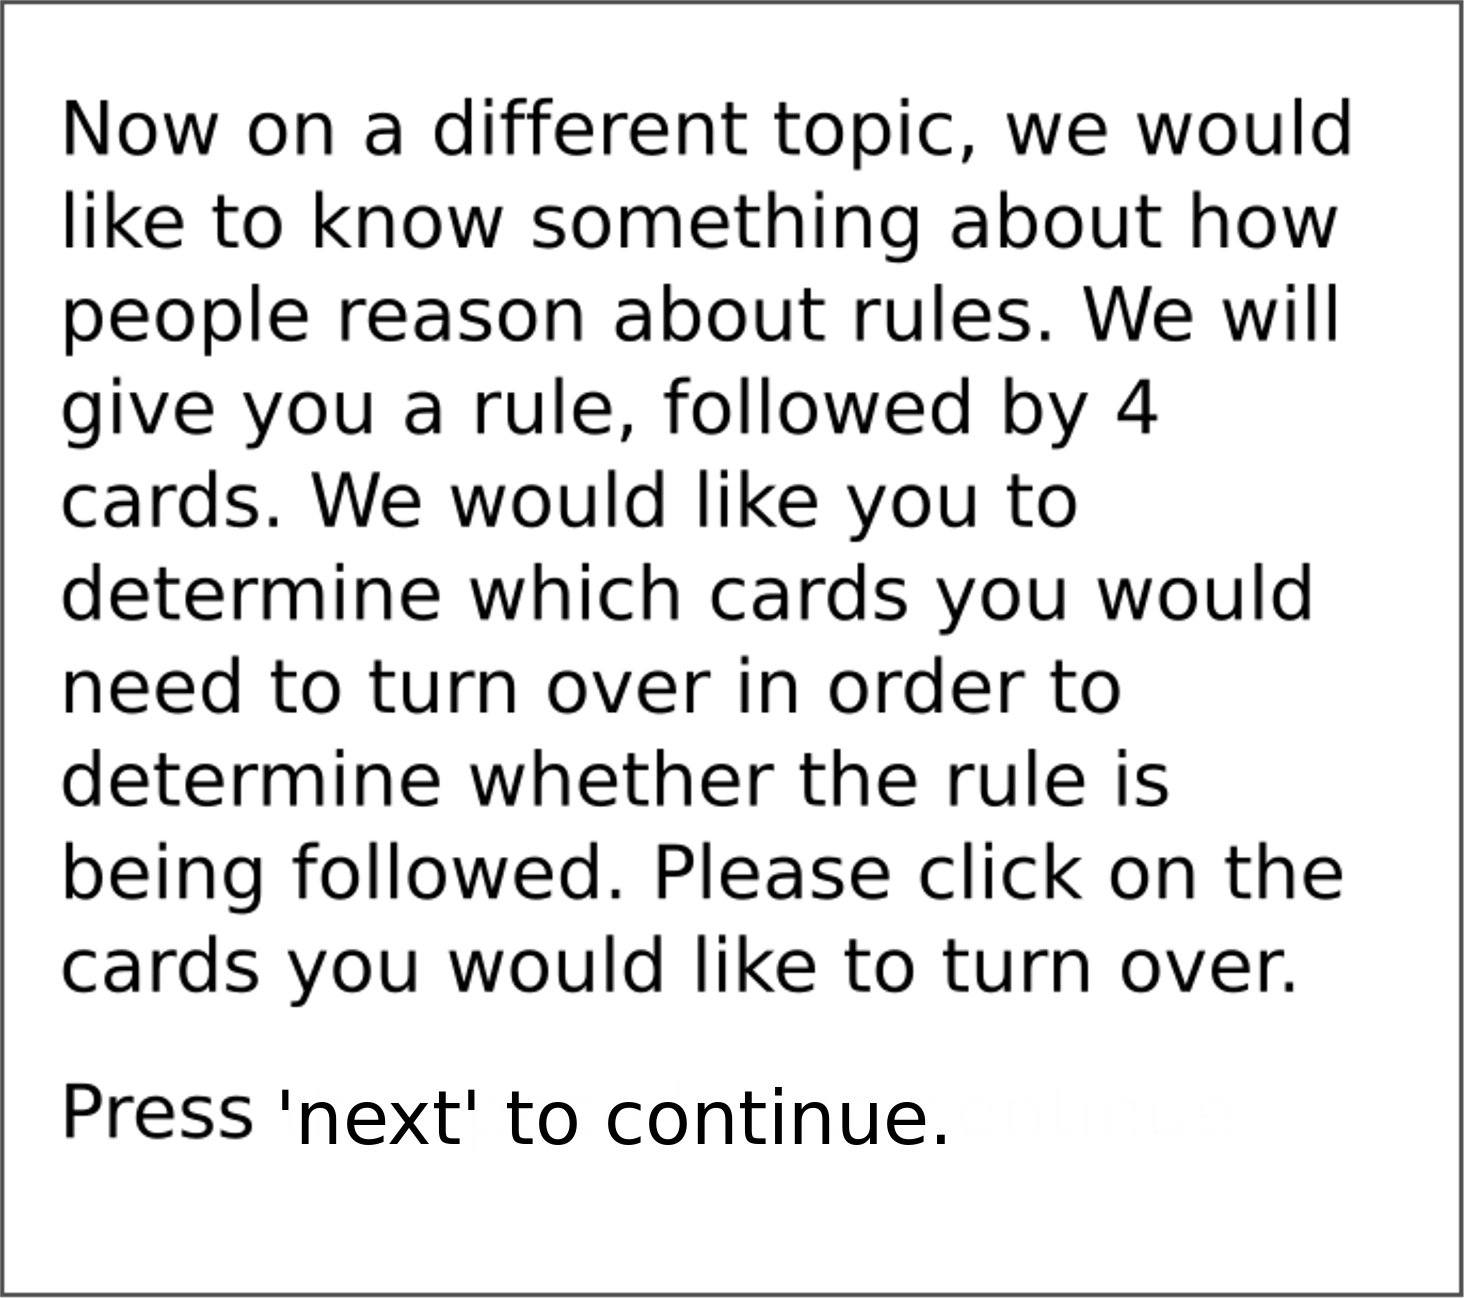 Now on a different topic, we would
like to know something about how
people reason about rules. We will
give you a rule, followed by 4
cards. We would like you to
determine which cards you would
need to turn over in order to
determine whether the rule is
being followed. Please click on the
cards you would like to turn over.
Press 'next' to continue.